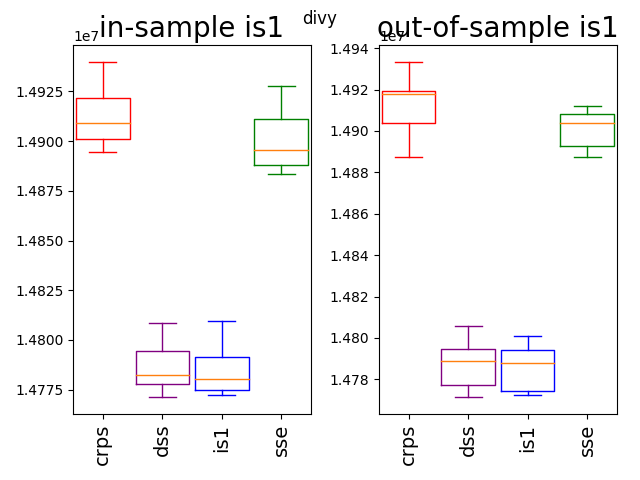 divy
in-sample is1
1e7
1.4925
1.4900
1.4875
1.4850
1.4825
1.4800
1.4775
crps
dss
is1
sse
out-of-sample is1
1e7
1.494
1.492
1.490
1.488
1.486
1.484
1.482
1.480
1.478
crps
dss
is1
sse